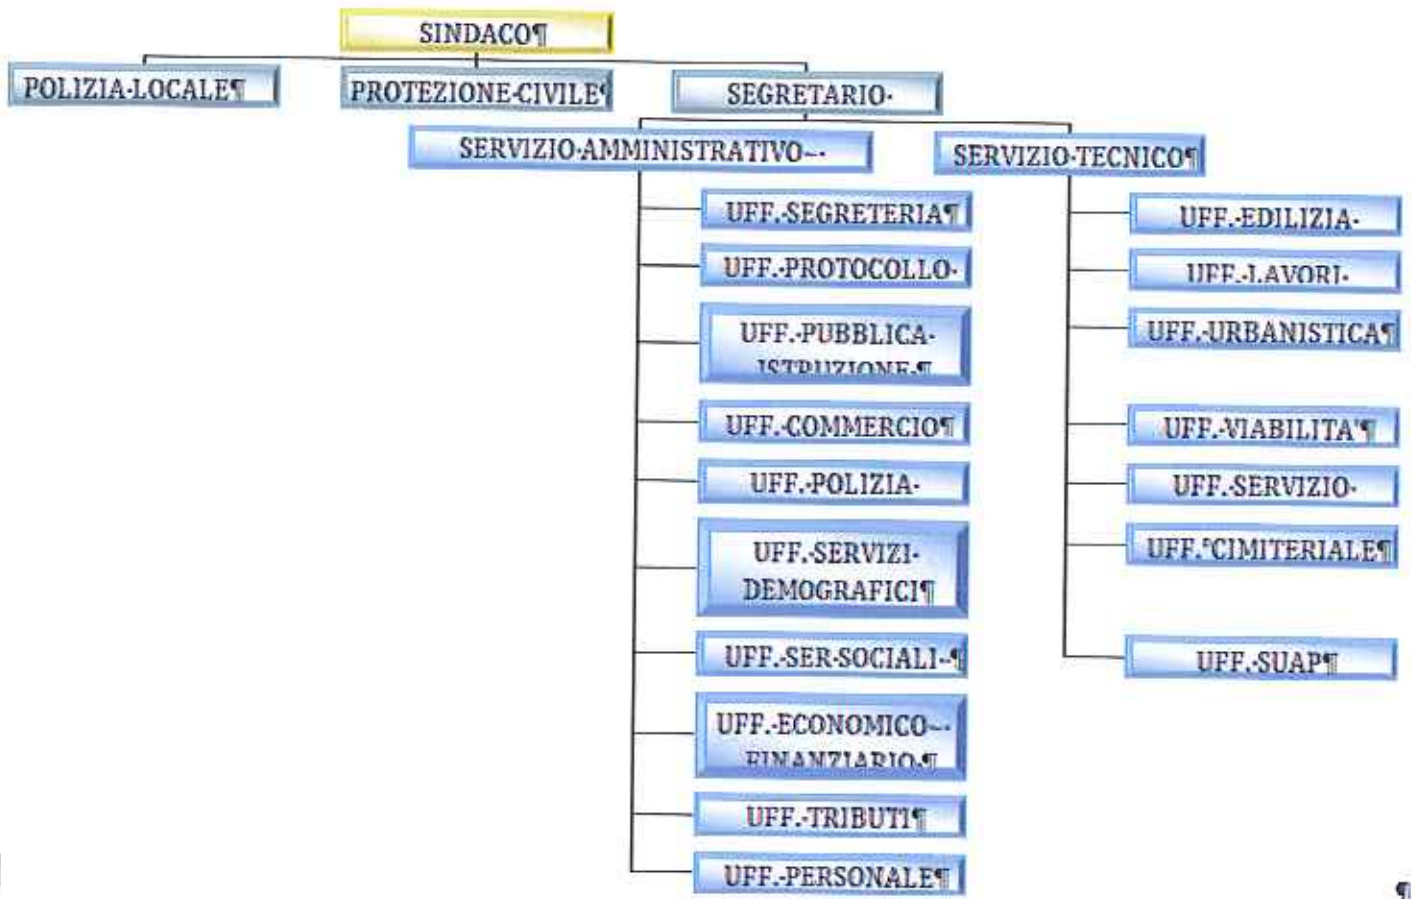 SINDACO¶
POLIZIA·LOCALE¶
PROTEZIONE·CIVILE¶
SEGRETARIO·
SERVIZIO·AMMINISTRATIVO–·
SERVIZIO·TECNICO¶
UFF.·SEGRETERIA¶
UFF.·PROTOCOLLO·
UFF.·PUBBLICA·
ISTRUZIONE·¶
UFF.·COMMERCIO¶
UFF.·POLIZIA·
UFF.·SERVIZI·
DEMOGRAFICI¶
UFF.·SER·SOCIALI·¶
UFF.·ECONOMICO–·
FINANZIARIO·¶
UFF.·TRIBUTI¶
UFF.·PERSONALE¶
UFF.·EDILIZIA·
UFF.·LAVORI·
UFF.·URBANISTICA¶
UFF.·VIABILITA'¶
UFF.·SERVIZIO·
UFF.°CIMITERIALE¶
UFF.·SUAP¶
¶